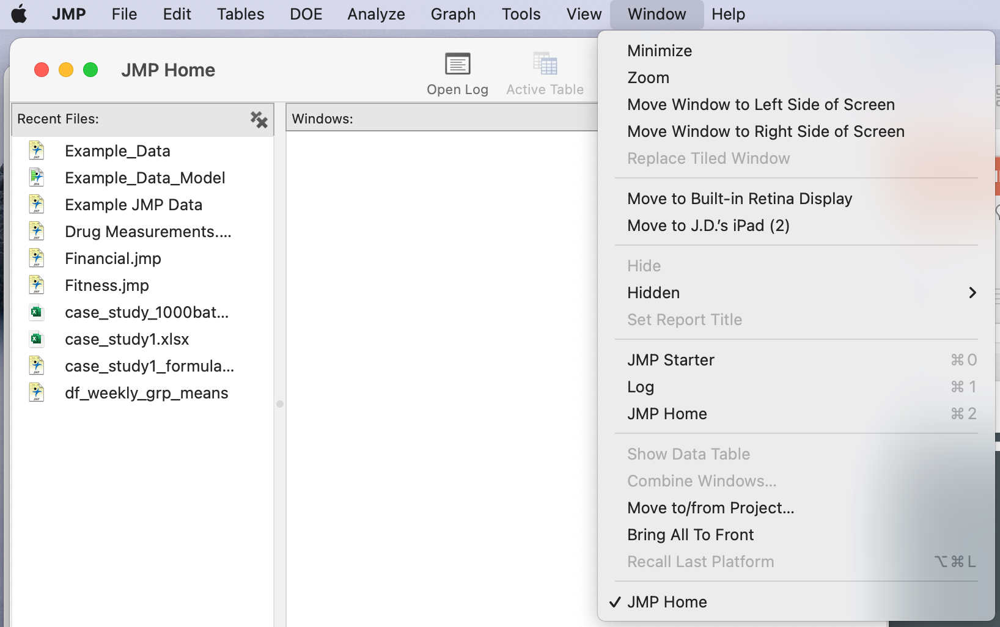 JMP File Edit Tables DOE Analyze Graph Tools View Window Help
JMP Home
Open Log
Active Table
Recent Files:
Example_Data
Example_Data_Model
Example JMP Data
Drug Measurements....
Financial.jmp
Fitness.jmp
case_study_1000bat...
case_study1.xlsx
case_study1_formula...
df_weekly_grp_means
Windows:
Minimize
Zoom
Move Window to Left Side of Screen
Move Window to Right Side of Screen
Replace Tiled Window
Move to Built-in Retina Display
Move to J.D.'s iPad (2)
Hide
Hidden
Set Report Title
JMP Starter ⌘0
Log ⌘1
JMP Home ⌘2
Show Data Table
Combine Windows...
Move to/from Project...
Bring All To Front
Recall Last Platform ⌥⌘L
✓ JMP Home